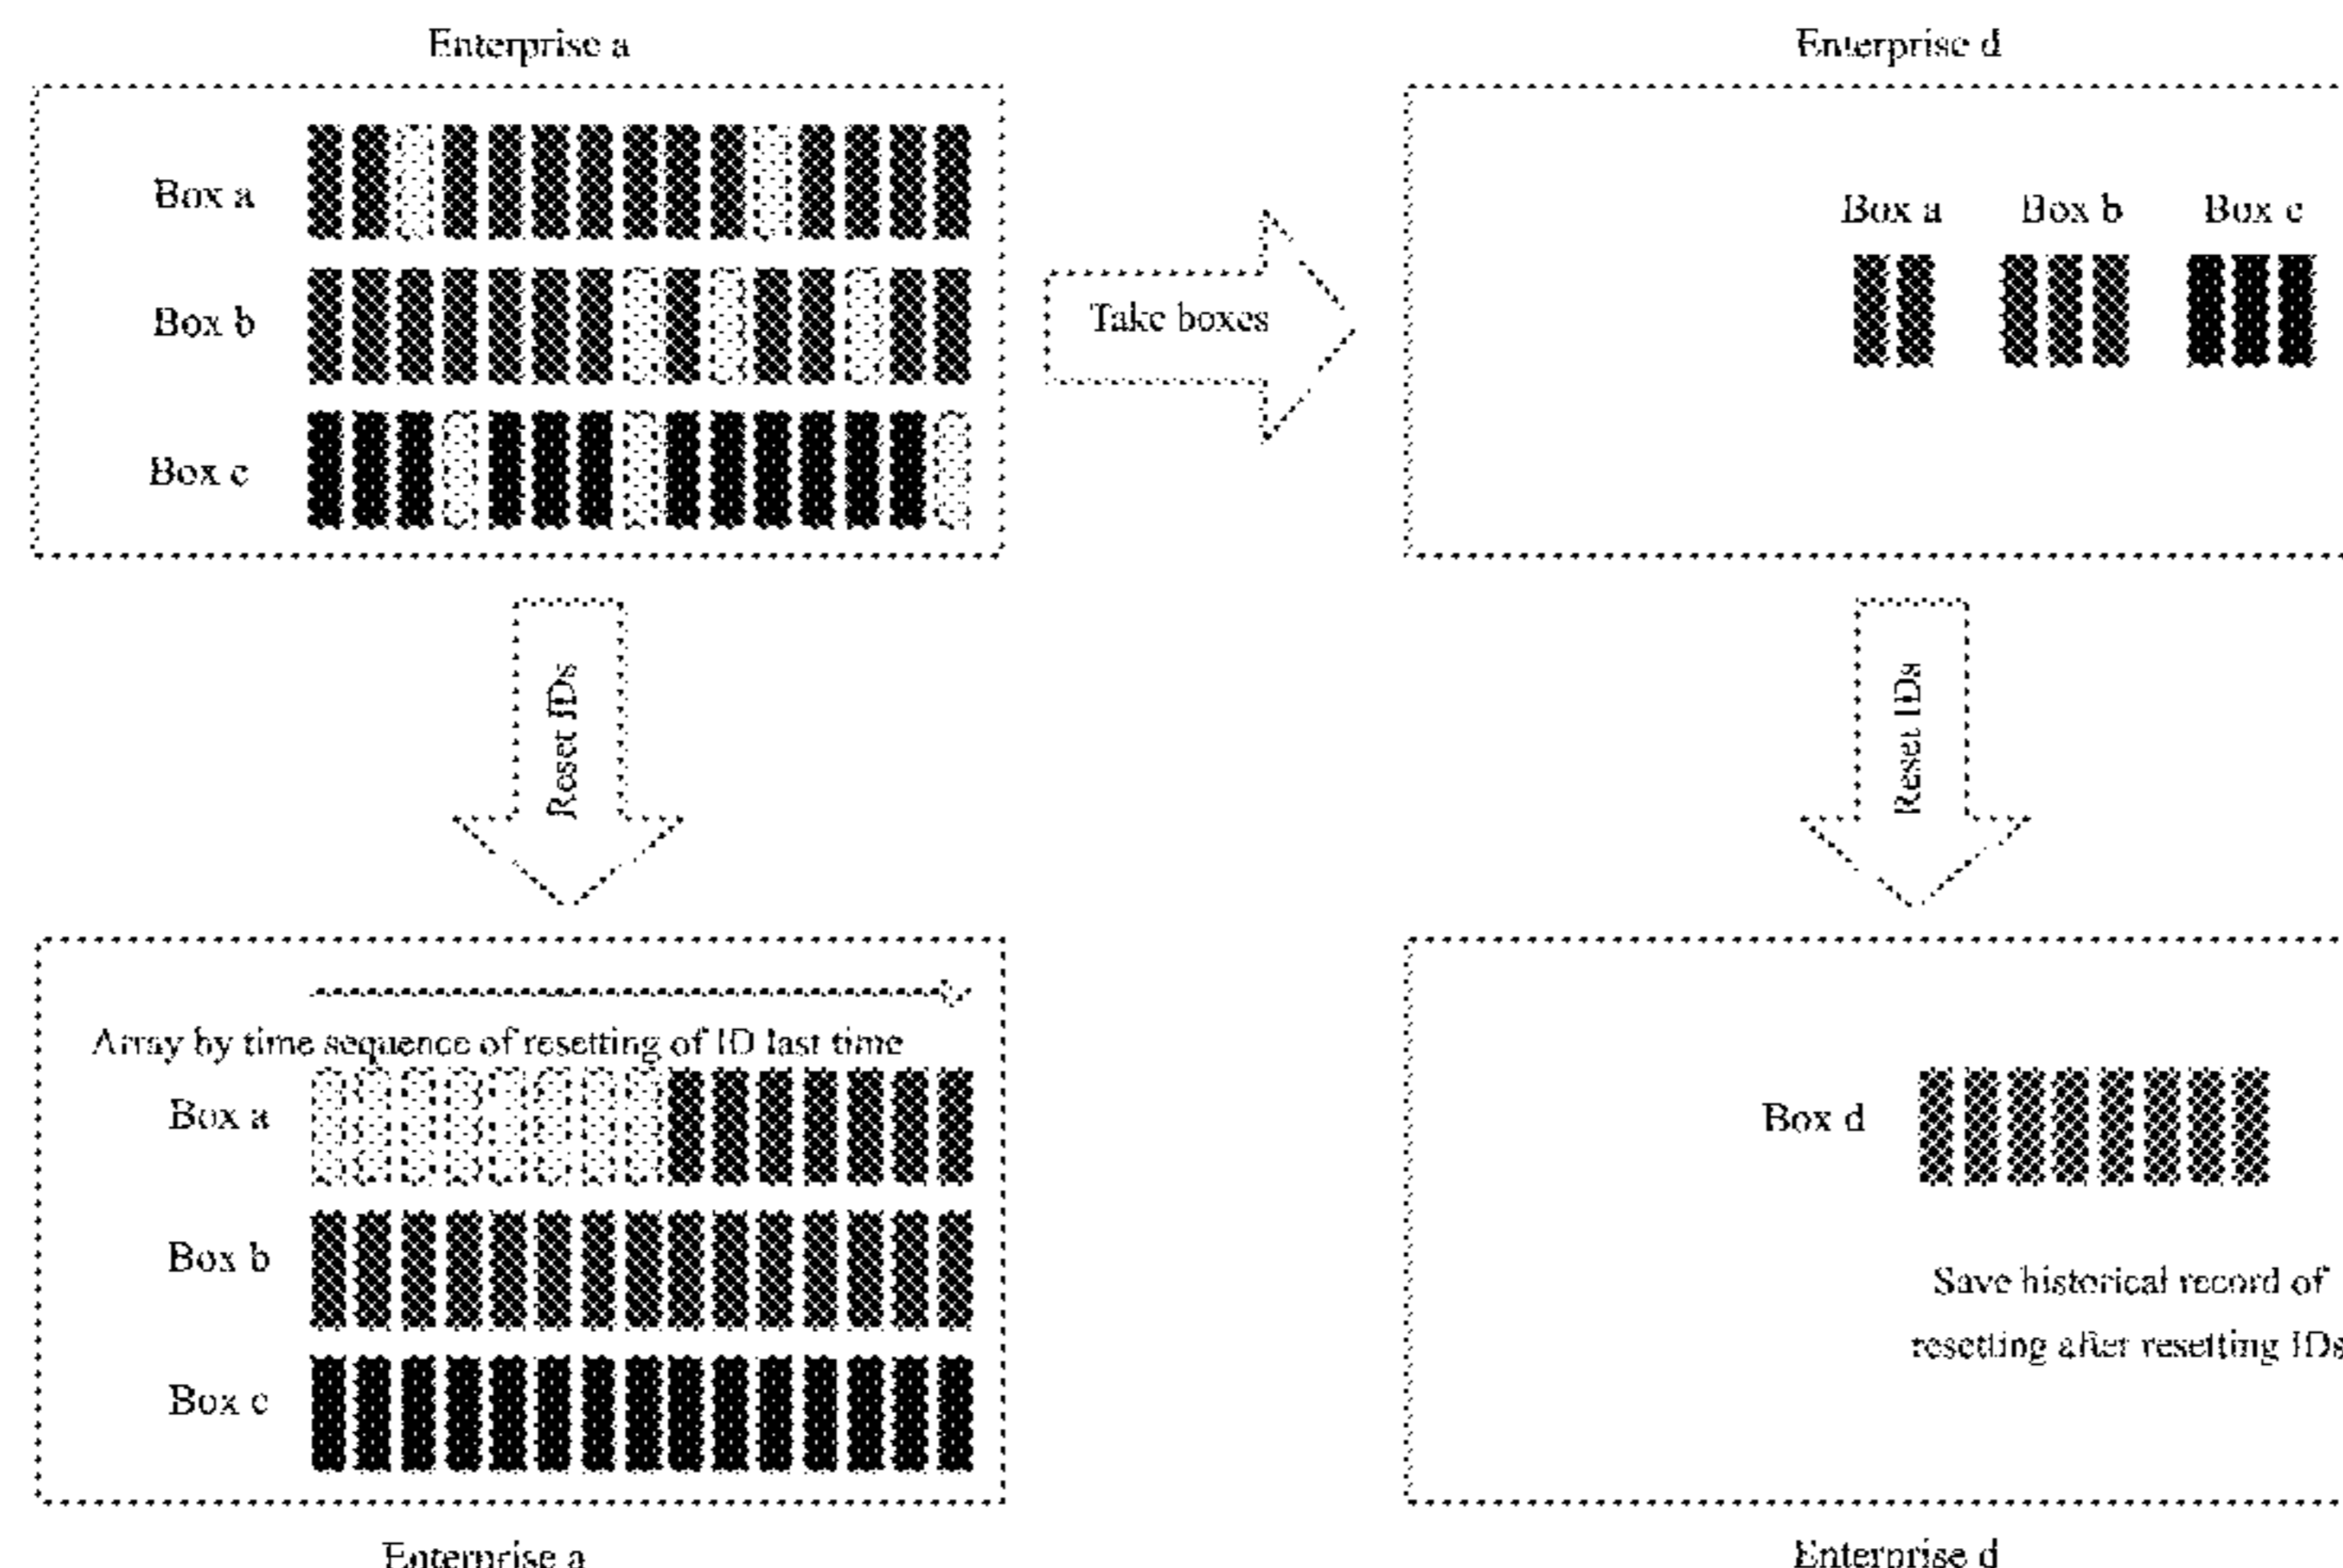 Enterprise a
Enterprise d
Box a
Box b
Box c
Take boxes
Box a
Box b
Box c
Reset IDs
Reset IDs
Array by time sequence of resetting of ID last time
Box a
Box b
Box c
Box d
Save historical record of
resetting after resetting IDs
Enterprise a
Enterprise d